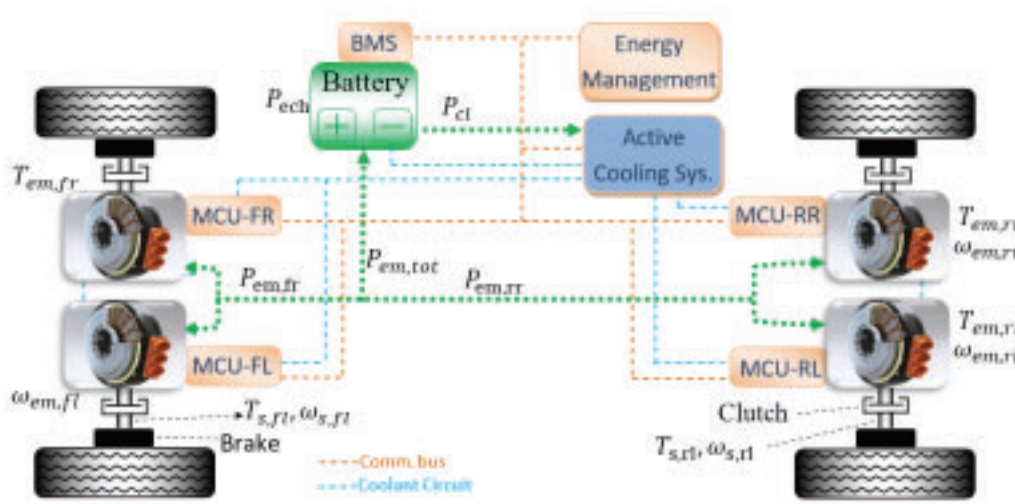 BMS
Energy
Management
Battery
P_ech
+
−
P_cl
Active
Cooling Sys.
T_em,fr
MCU-FR
MCU-RR
P_em,tot
P_em,fr
P_em,rr
MCU-FL
MCU-RL
ω_em,fl
T_s,fl, ω_s,fl
Brake
Clutch
T_s,rl, ω_s,rl
Comm. bus
Coolant Circuit